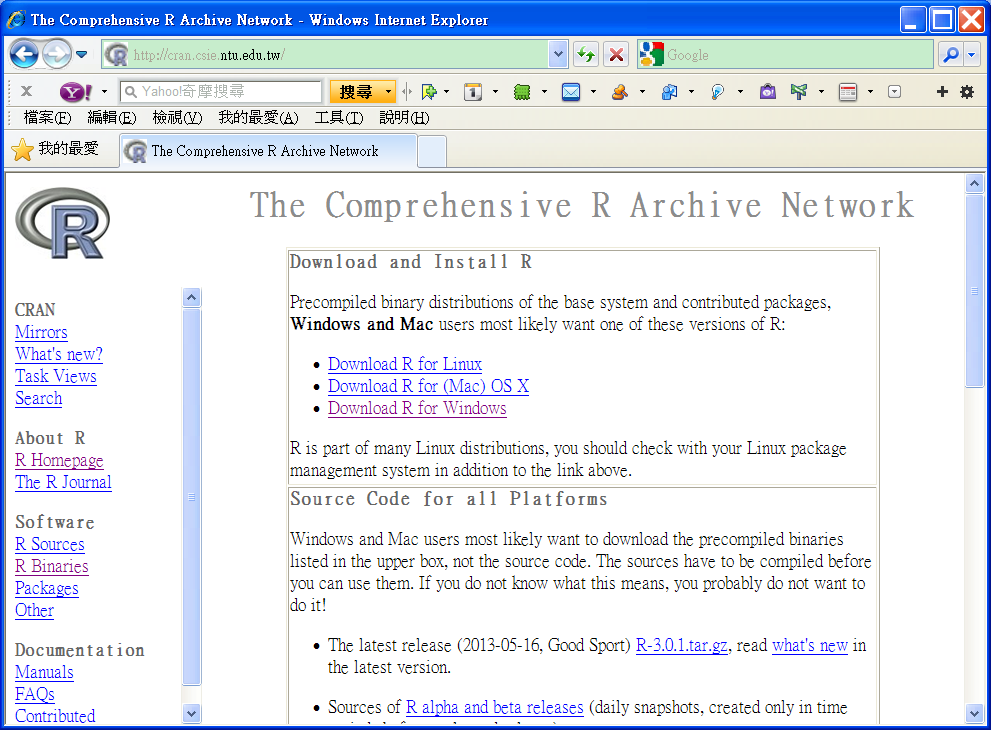 The Comprehensive R Archive Network - Windows Internet Explorer
http://cran.csie.ntu.edu.tw/
Google
Yahoo!奇摩搜尋 搜尋
檔案(F) 編輯(E) 檢視(V) 我的最愛(A) 工具(T) 說明(H)
我的最愛 The Comprehensive R Archive Network
R
CRAN
Mirrors
What's new?
Task Views
Search
About R
R Homepage
The R Journal
Software
R Sources
R Binaries
Packages
Other
Documentation
Manuals
FAQs
Contributed
The Comprehensive R Archive Network
Download and Install R
Precompiled binary distributions of the base system and contributed packages,
Windows and Mac users most likely want one of these versions of R:
Download R for Linux
Download R for (Mac) OS X
Download R for Windows
R is part of many Linux distributions, you should check with your Linux package
management system in addition to the link above.
Source Code for all Platforms
Windows and Mac users most likely want to download the precompiled binaries
listed in the upper box, not the source code. The sources have to be compiled before
you can use them. If you do not know what this means, you probably do not want to
do it!
The latest release (2013-05-16, Good Sport) R-3.0.1.tar.gz, read what's new in
the latest version.
Sources of R alpha and beta releases (daily snapshots, created only in time